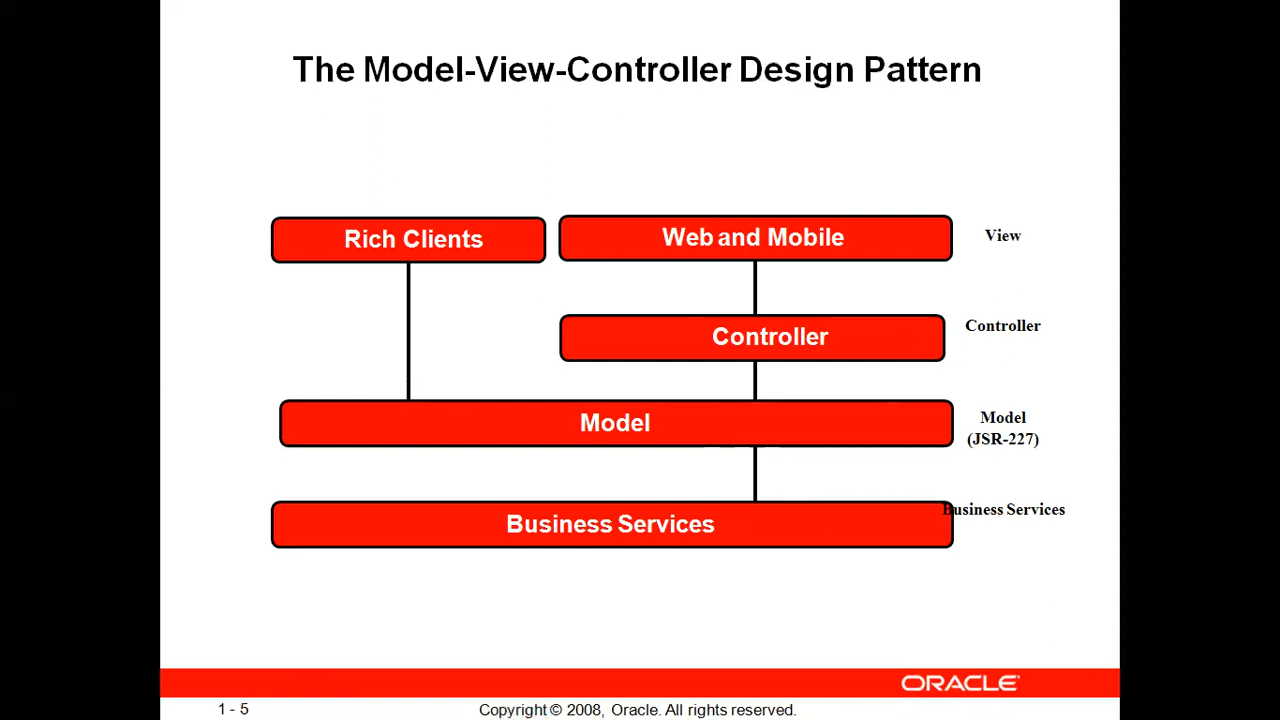 The Model-View-Controller Design Pattern
Rich Clients
Web and Mobile
View
Controller
Controller
Model
Model
(JSR-227)
Business Services
Business Services
ORACLE
1 - 5
Copyright © 2008, Oracle. All rights reserved.